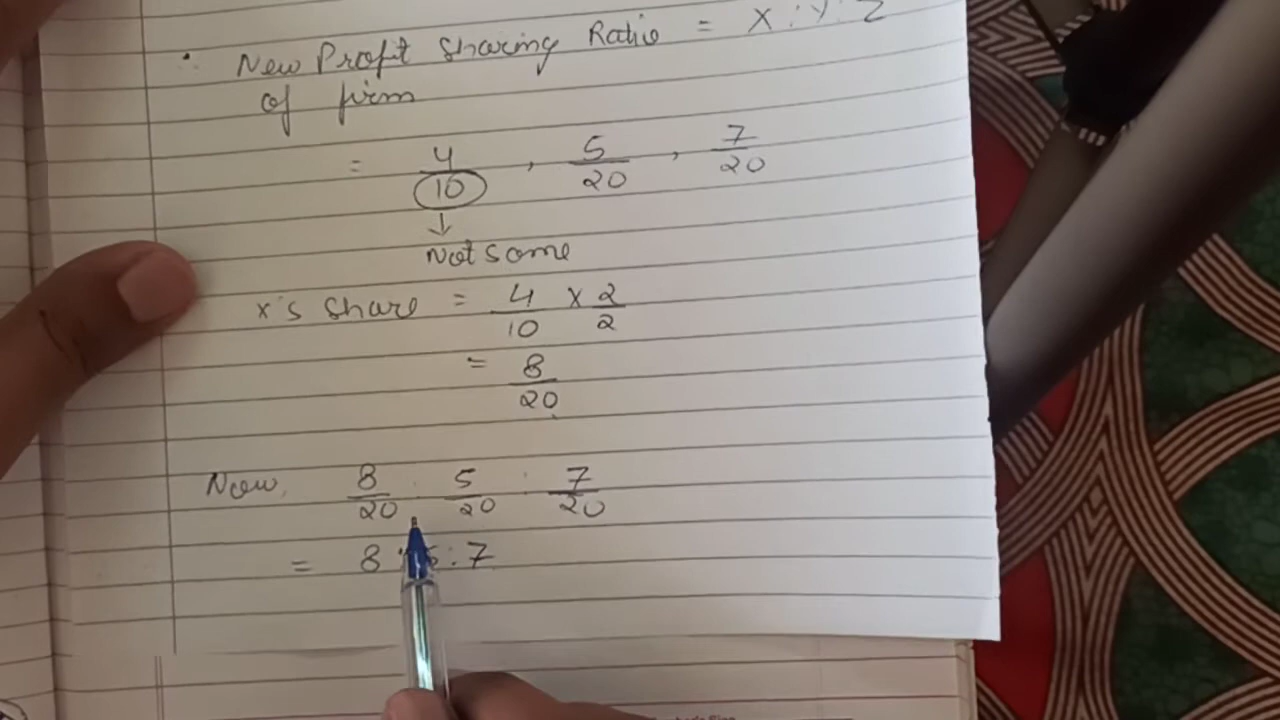 New Profit Sharing Ratio = X : Y : Z
of firm
= 4/10 , 5/20 , 7/20
↓
Not same
X's share = 4/10 × 2/2
= 8/20
Now, 8/20 : 5/20 : 7/20
= 8 : 5 : 7